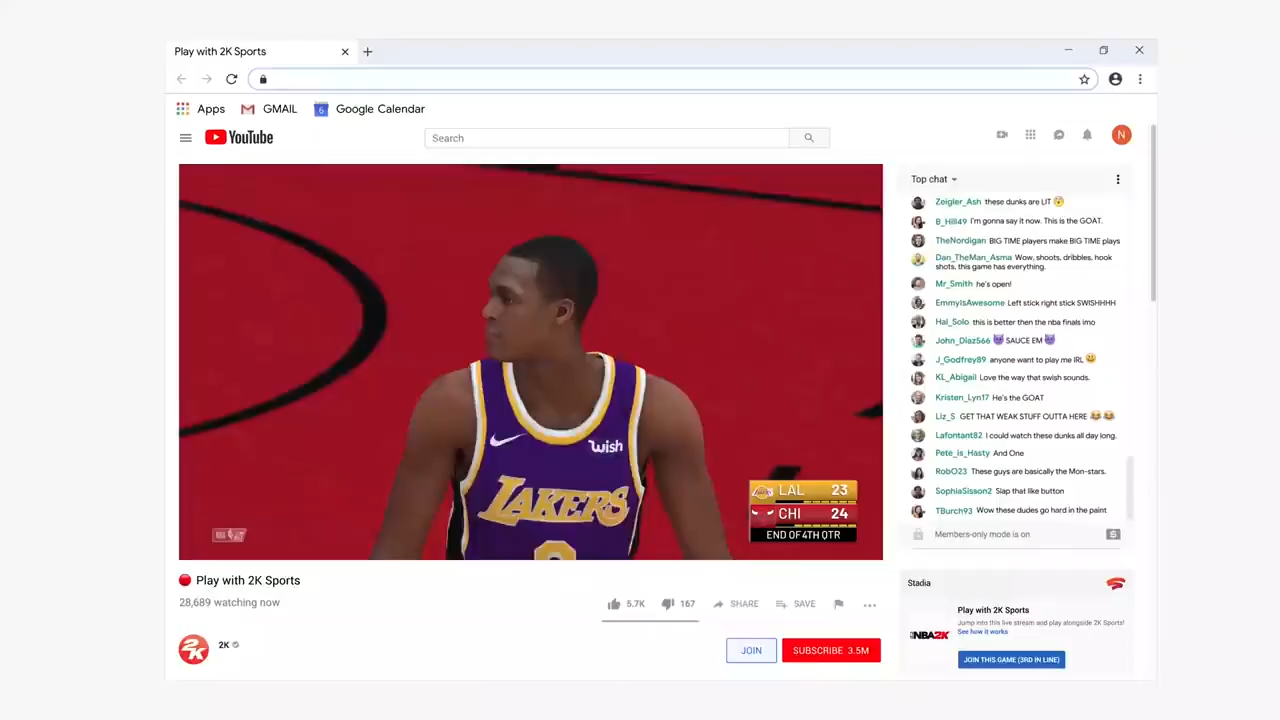 Play with 2K Sports
Apps
GMAIL
6
Google Calendar
YouTube
Search
N
wish
LAKERS
LAL 23
CHI 24
END OF 4TH QTR
Top chat
Zeigler_Ash these dunks are LIT 🤯
B_Hill49 I'm gonna say it now. This is the GOAT.
TheNordigan BIG TIME players make BIG TIME plays
Dan_TheMan_Asma Wow, shoots, dribbles, hook
shots, this game has everything.
Mr_Smith he's open!
EmmyIsAwesome Left stick right stick SWISHHHH
Hal_Solo this is better then the nba finals imo
John_Diaz566 😈 SAUCE EM 😈
J_Godfrey89 anyone want to play me IRL 😃
KL_Abigail Love the way that swish sounds.
Kristen_Lyn17 He's the GOAT
Liz_S GET THAT WEAK STUFF OUTTA HERE 😂😂
Lafontant82 I could watch these dunks all day long.
Pete_is_Hasty And One
RobO23 These guys are basically the Mon-stars.
SophiaSisson2 Slap that like button
TBurch93 Wow these dudes go hard in the paint
Members-only mode is on
Play with 2K Sports
28,689 watching now
5.7K
167
SHARE
SAVE
2K
2K
JOIN
SUBSCRIBE 3.5M
Stadia
NBA2K
Play with 2K Sports
Jump into this live stream and play alongside 2K Sports!
See how it works
JOIN THIS GAME (3RD IN LINE)